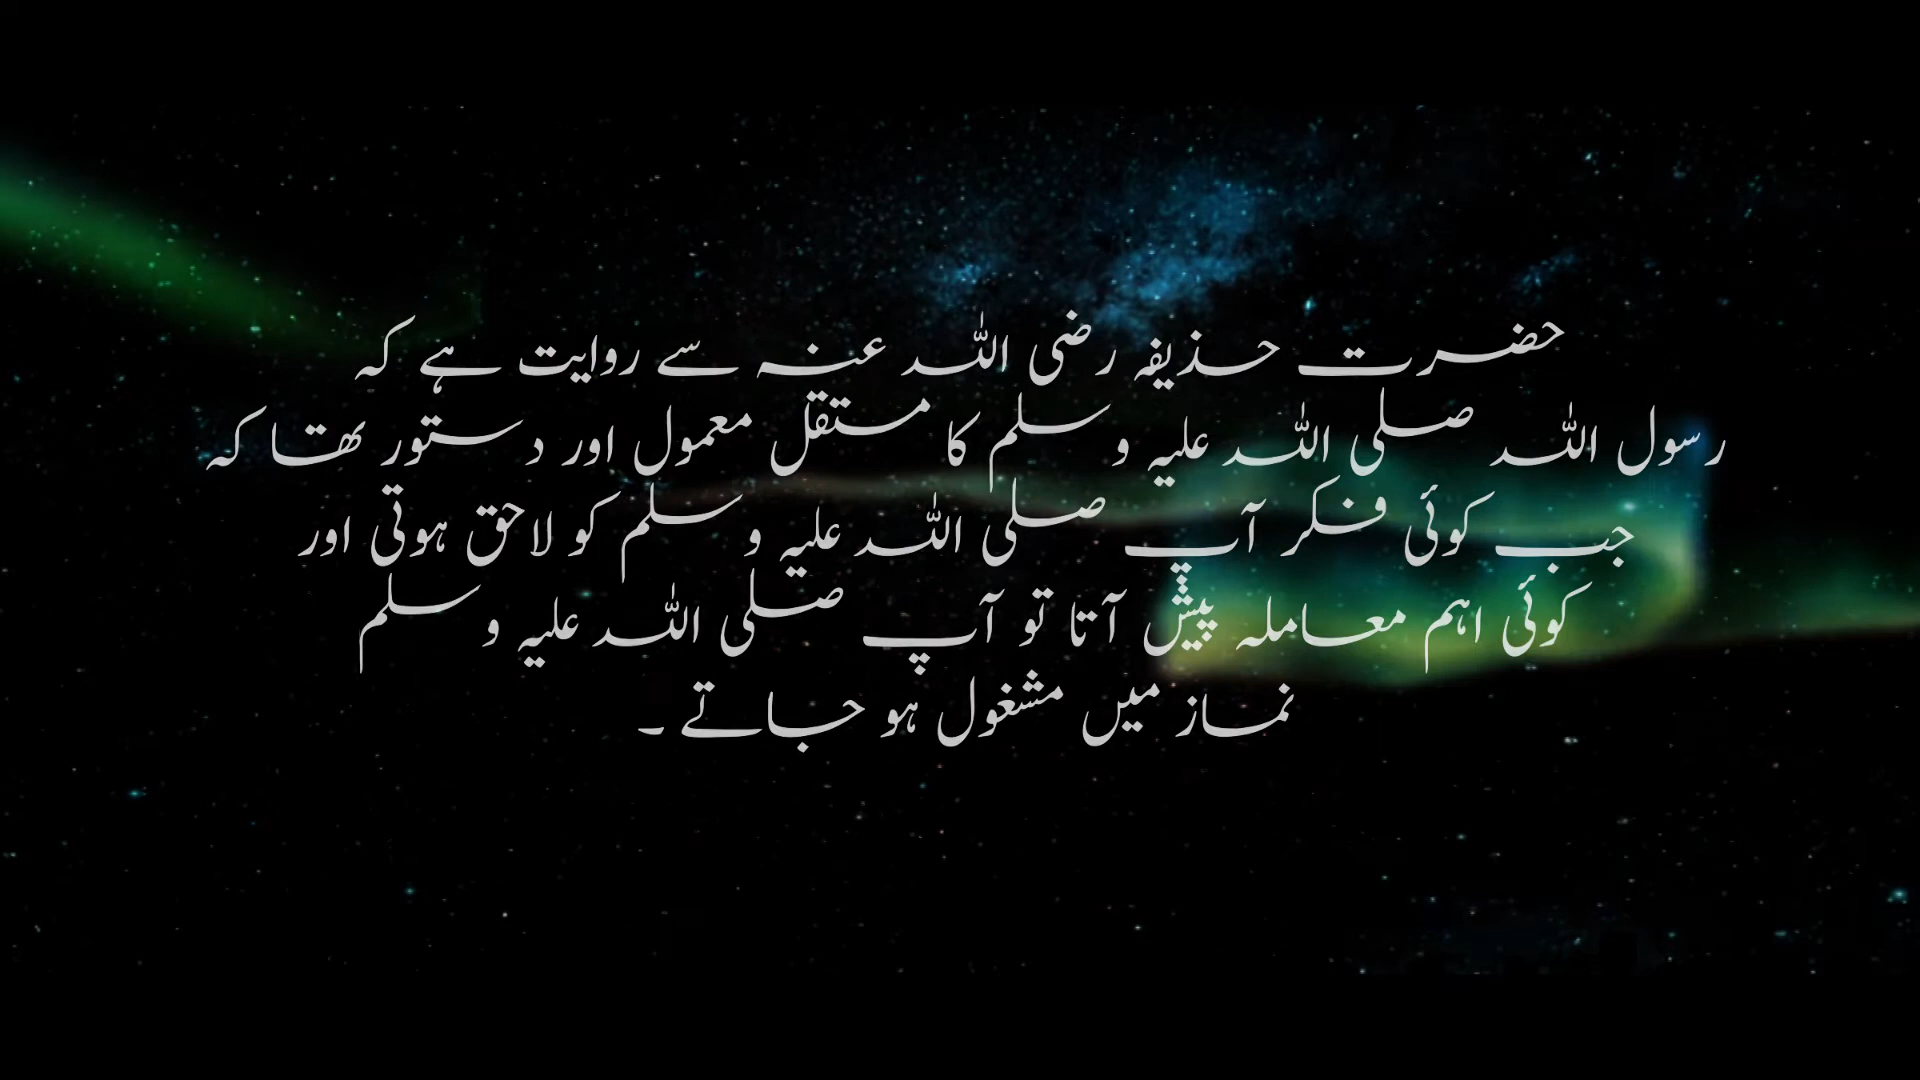 حضرت حذیفہ رضی اللہ عنہ سے روایت ہے کہ
رسول اللہ صلی اللہ علیہ وسلم کا مستقل معمول اور دستور تھا کہ
جب کوئی فکر آپ صلی اللہ علیہ وسلم کو لاحق ہوتی اور
کوئی اہم معاملہ پیش آتا تو آپ صلی اللہ علیہ وسلم
نماز میں مشغول ہو جاتے ۔